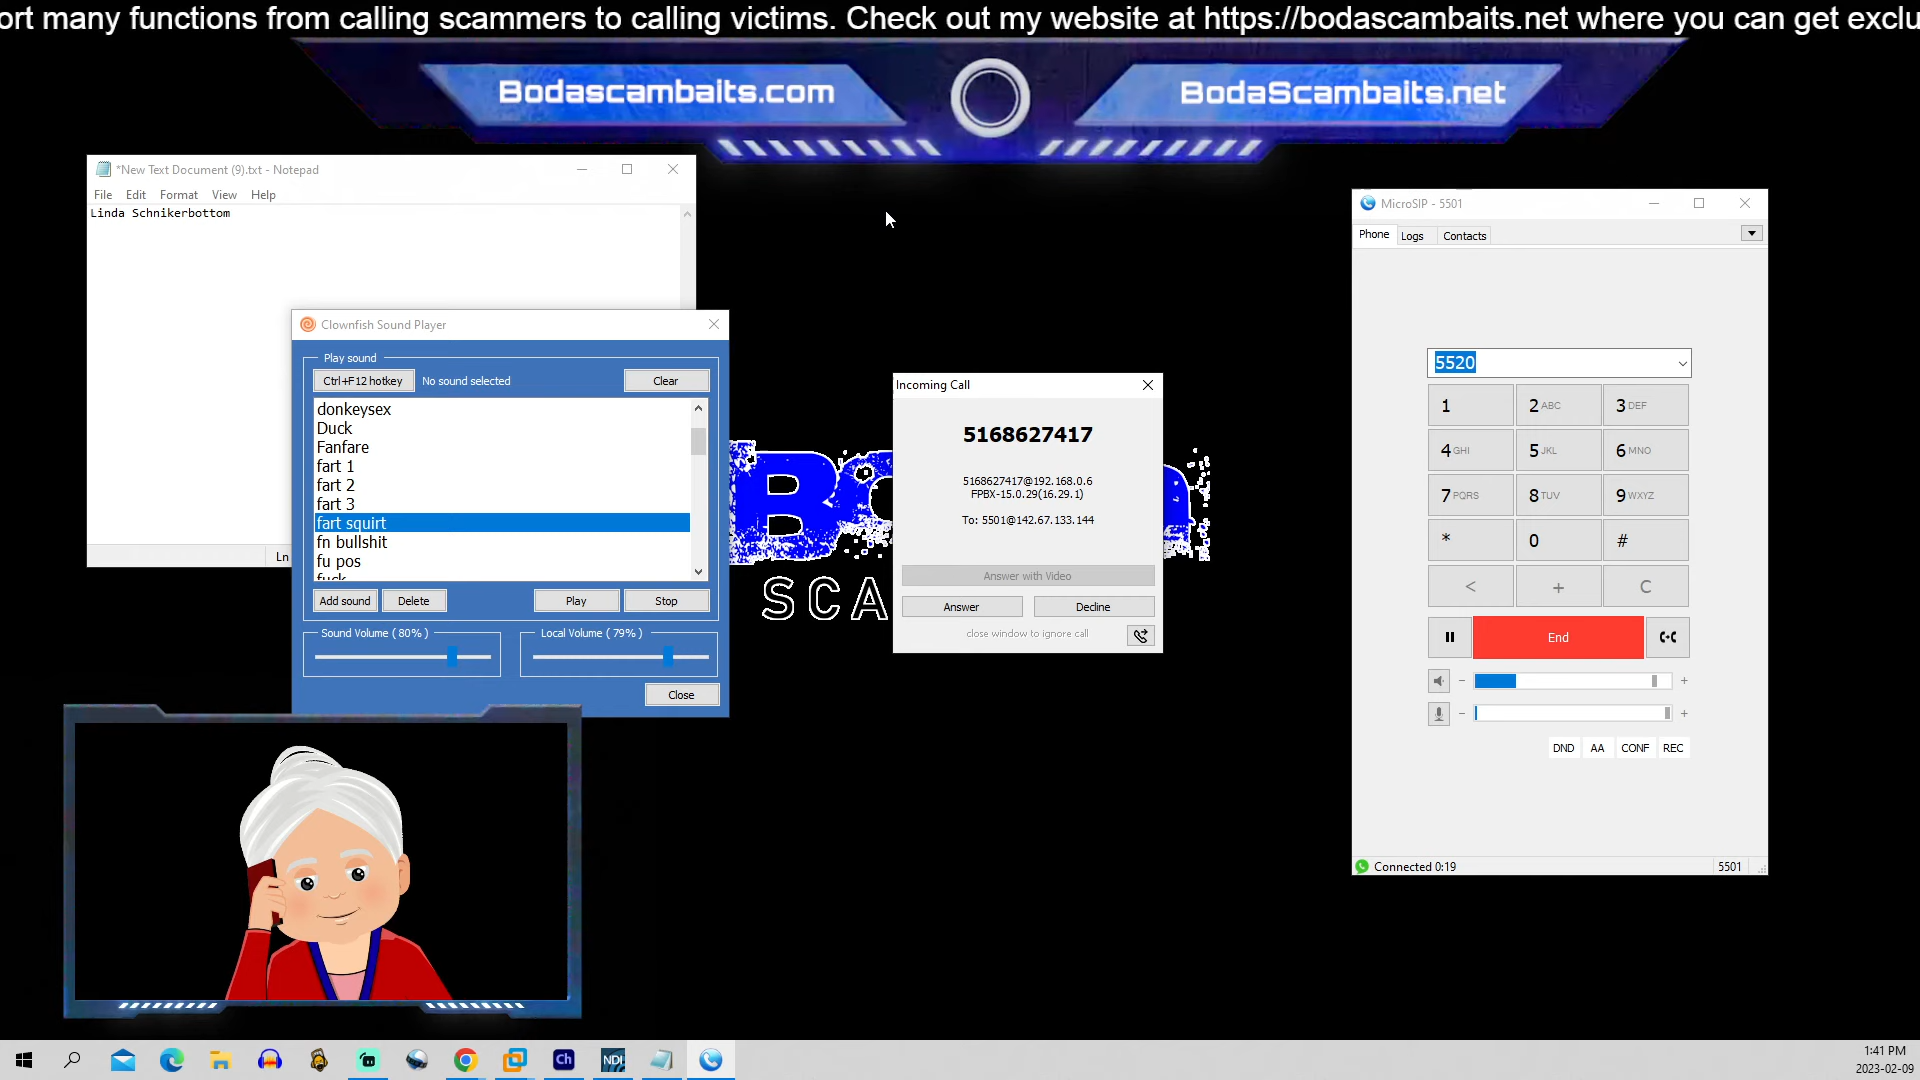 ort many functions from calling scammers to calling victims. Check out my website at https://bodascambaits.net where you can get exclu
Bodascambaits.com
BodaScambaits.net
*New Text Document (9).txt - Notepad
File Edit Format View Help
Linda Schnikerbottom
Ln
Clownfish Sound Player
Play sound
Ctrl+F12 hotkey No sound selected Clear
donkeysex
Duck
Fanfare
fart 1
fart 2
fart 3
fart squirt
fn bullshit
fu pos
fuck
Add sound Delete Play Stop
Sound Volume ( 80% ) Local Volume ( 79% )
Close
Incoming Call
5168627417
5168627417@192.168.0.6
FPBX-15.0.29(16.29.1)
To: 5501@142.67.133.144
Answer with Video
Answer Decline
close window to ignore call
SCA
MicroSIP - 5501
Phone Logs Contacts
5520
1 2 ABC 3 DEF
4 GHI 5 JKL 6 MNO
7 PQRS 8 TUV 9 WXYZ
* 0 #
< + C
End
- +
- +
DND AA CONF REC
Connected 0:19 5501
Ch
NDI
1:41 PM
2023-02-09